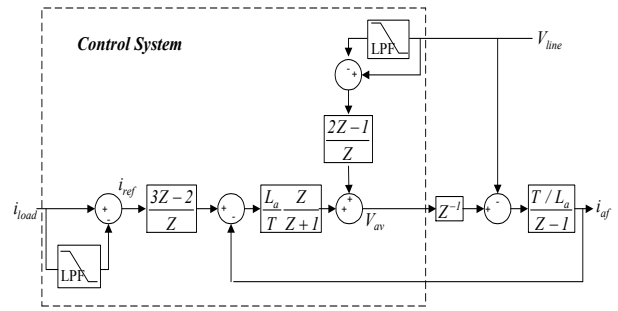 Control System
LPF
V_line
-
+
2Z-1
Z
i_load
+
-
i_ref
3Z-2
Z
+
-
L_a Z
T Z+1
+
+
V_av
Z^-1
+
-
T / L_a
Z-1
i_af
LPF